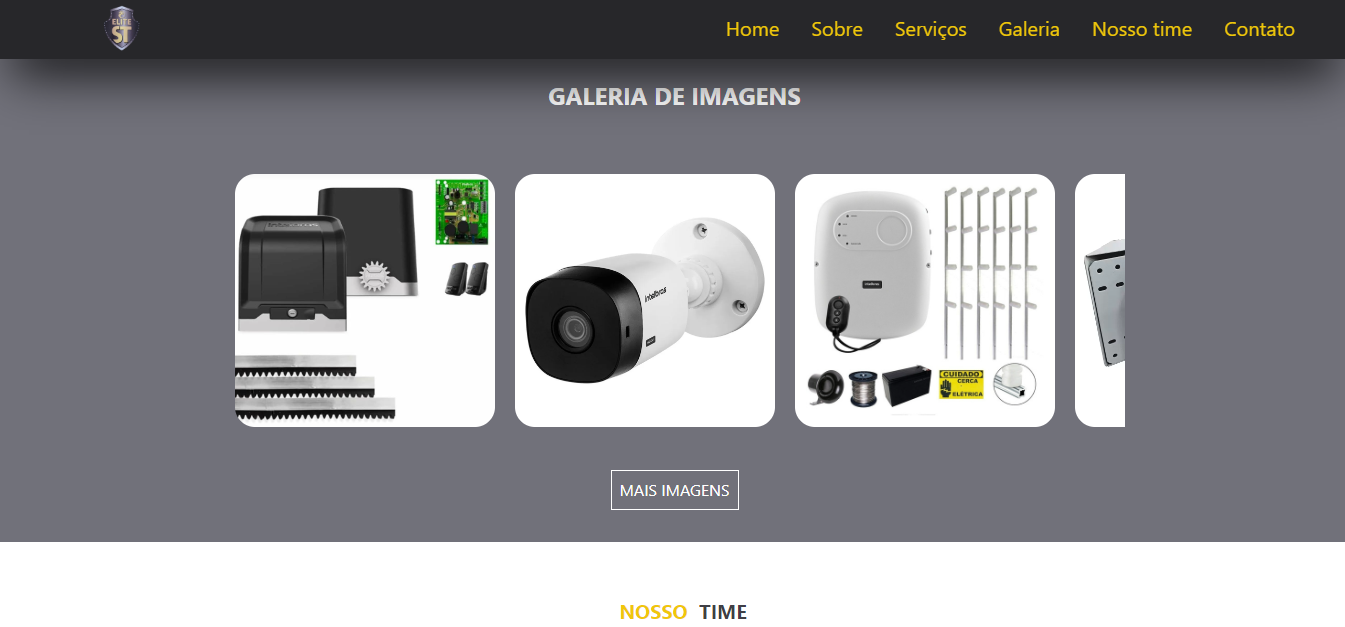 ELITE
ST
Home Sobre Serviços Galeria Nosso time Contato
GALERIA DE IMAGENS
intelbras
CUIDADO
CERCA
ELÉTRICA
MAIS IMAGENS
NOSSO TIME